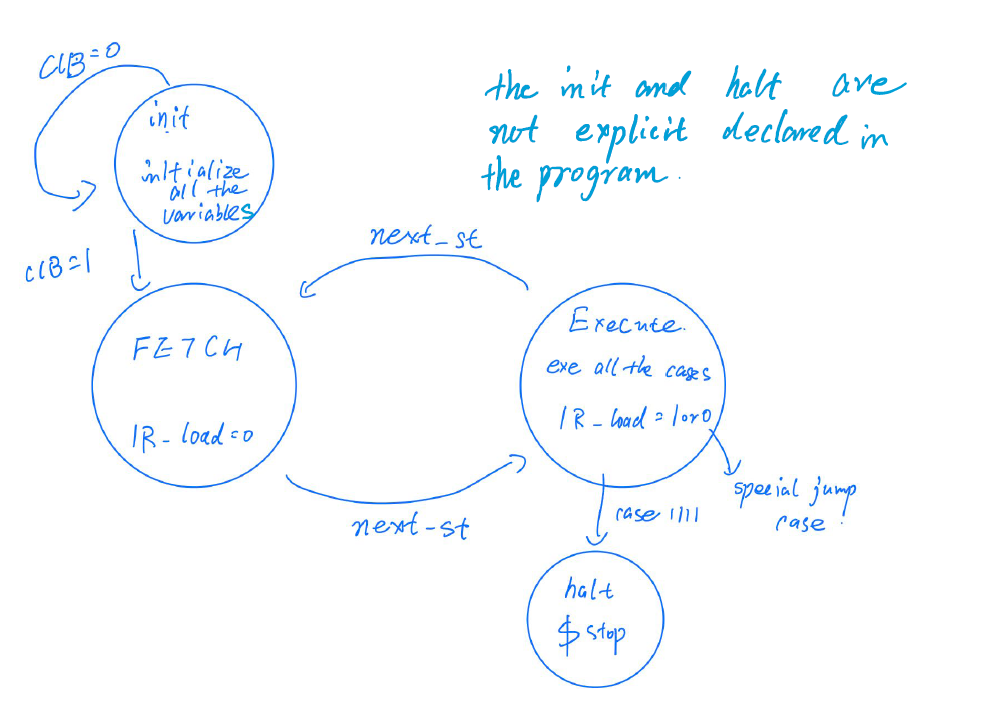 CLB=0
the init and halt are
not explicit declared in
the program.
init
initialize
all the
variables
CLB=1
next_st
FETCH
IR_load=0
Execute.
exe all the cases
IR_load=1or0
next-st
special jump
case!
case 1111
halt
$stop